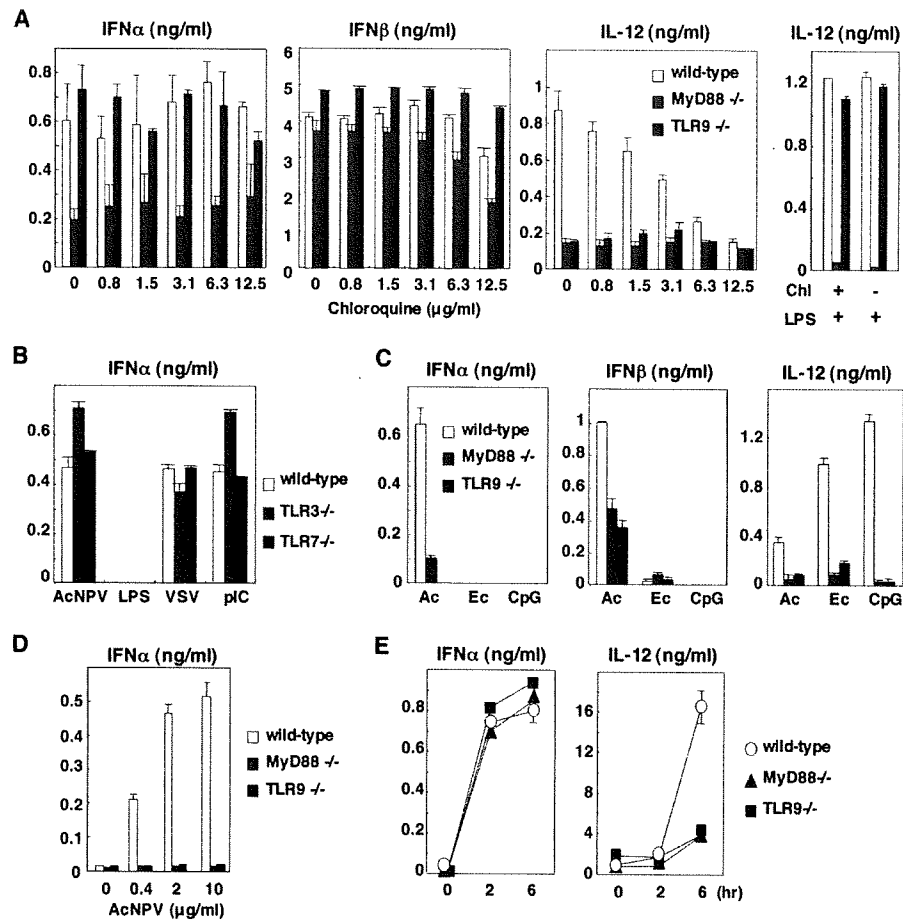 A
IFNα (ng/ml)
0.8
0.6
0.4
0.2
0
0 0.8 1.5 3.1 6.3 12.5
IFNβ (ng/ml)
6
5
4
3
2
1
0
0 0.8 1.5 3.1 6.3 12.5
Chloroquine (μg/ml)
IL-12 (ng/ml)
1
0.8
0.6
0.4
0.2
0
wild-type
MyD88 -/-
TLR9 -/-
0 0.8 1.5 3.1 6.3 12.5
IL-12 (ng/ml)
1.2
0.8
0.4
0
Chl + -
LPS + +
B
IFNα (ng/ml)
0.6
0.4
0.2
0
wild-type
TLR3-/-
TLR7-/-
AcNPV LPS VSV pIC
C
IFNα (ng/ml)
0.6
0.4
0.2
0
wild-type
MyD88 -/-
TLR9 -/-
Ac Ec CpG
IFNβ (ng/ml)
1
0.8
0.6
0.4
0.2
0
Ac Ec CpG
IL-12 (ng/ml)
1.2
0.8
0.4
0
Ac Ec CpG
D
IFNα (ng/ml)
0.5
0.4
0.3
0.2
0.1
0
wild-type
MyD88 -/-
TLR9 -/-
0 0.4 2 10
AcNPV (μg/ml)
E
IFNα (ng/ml)
0.8
0.6
0.4
0.2
0
0 2 6
IL-12 (ng/ml)
16
12
8
4
0
0 2 6 (hr)
wild-type
MyD88-/-
TLR9-/-